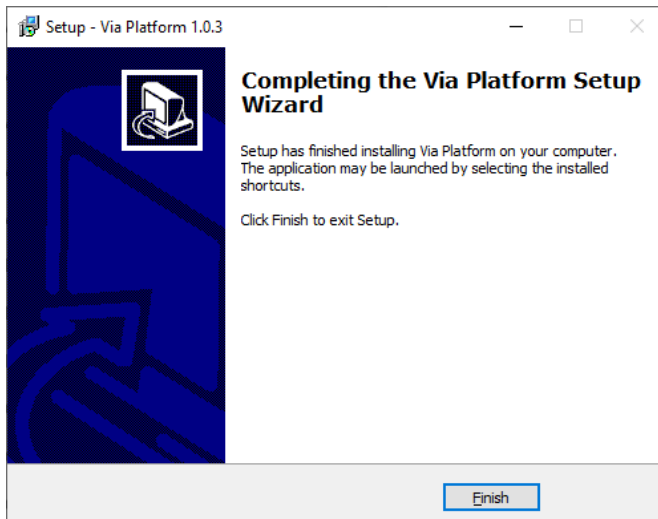 Setup - Via Platform 1.0.3
Completing the Via Platform Setup
Wizard
Setup has finished installing Via Platform on your computer.
The application may be launched by selecting the installed
shortcuts.
Click Finish to exit Setup.
Finish